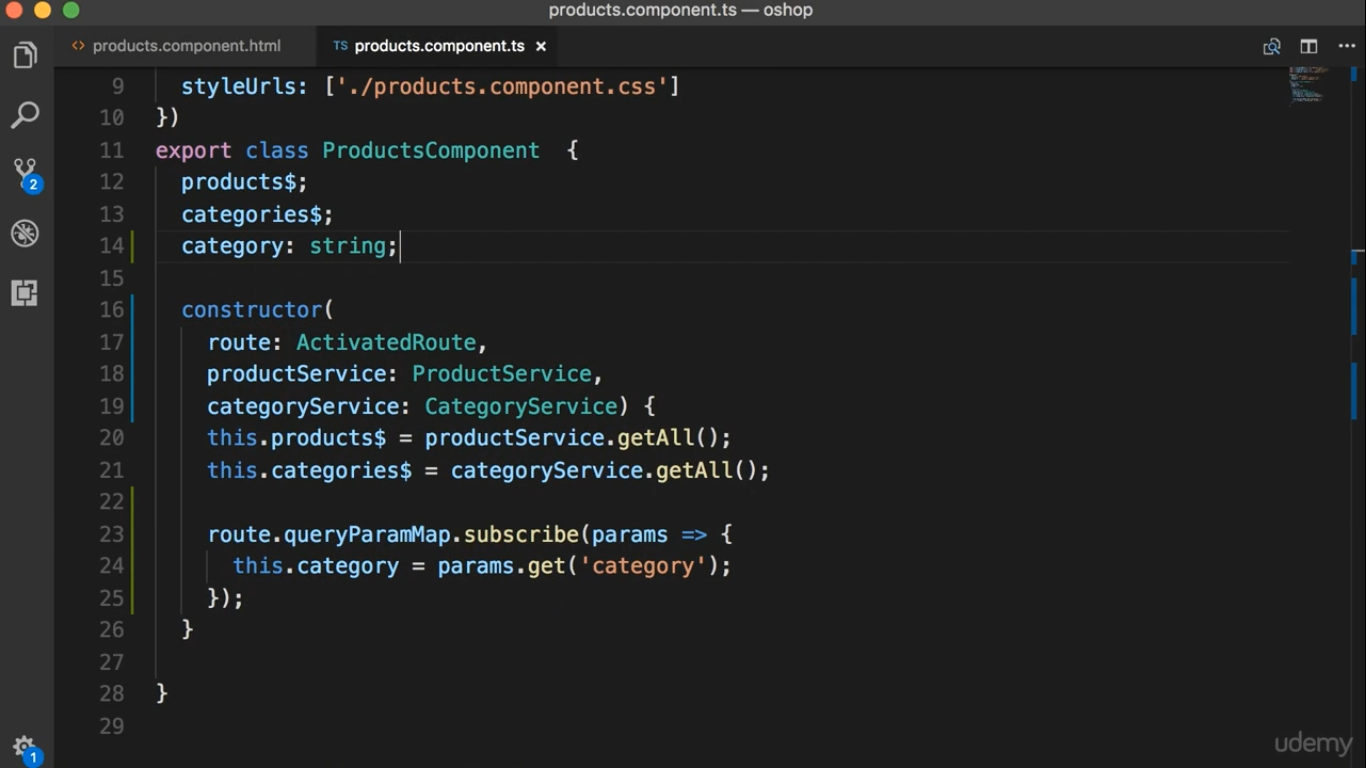 products.component.ts — oshop
<> products.component.html TS products.component.ts ×
9 styleUrls: ['./products.component.css']
10 })
11 export class ProductsComponent  {
12 products$;
13 categories$;
14 category: string;
15
16 constructor(
17 route: ActivatedRoute,
18 productService: ProductService,
19 categoryService: CategoryService) {
20 this.products$ = productService.getAll();
21 this.categories$ = categoryService.getAll();
22
23 route.queryParamMap.subscribe(params => {
24 this.category = params.get('category');
25 });
26 }
27
28 }
29
2
1
udemy